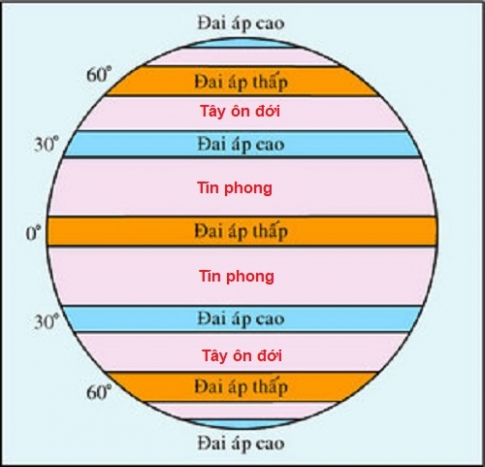 Đai áp cao
60°
Đai áp thấp
Tây ôn đới
30°
Đai áp cao
Tin phong
0°
Đai áp thấp
Tin phong
30°
Đai áp cao
Tây ôn đới
60°
Đai áp thấp
Đai áp cao